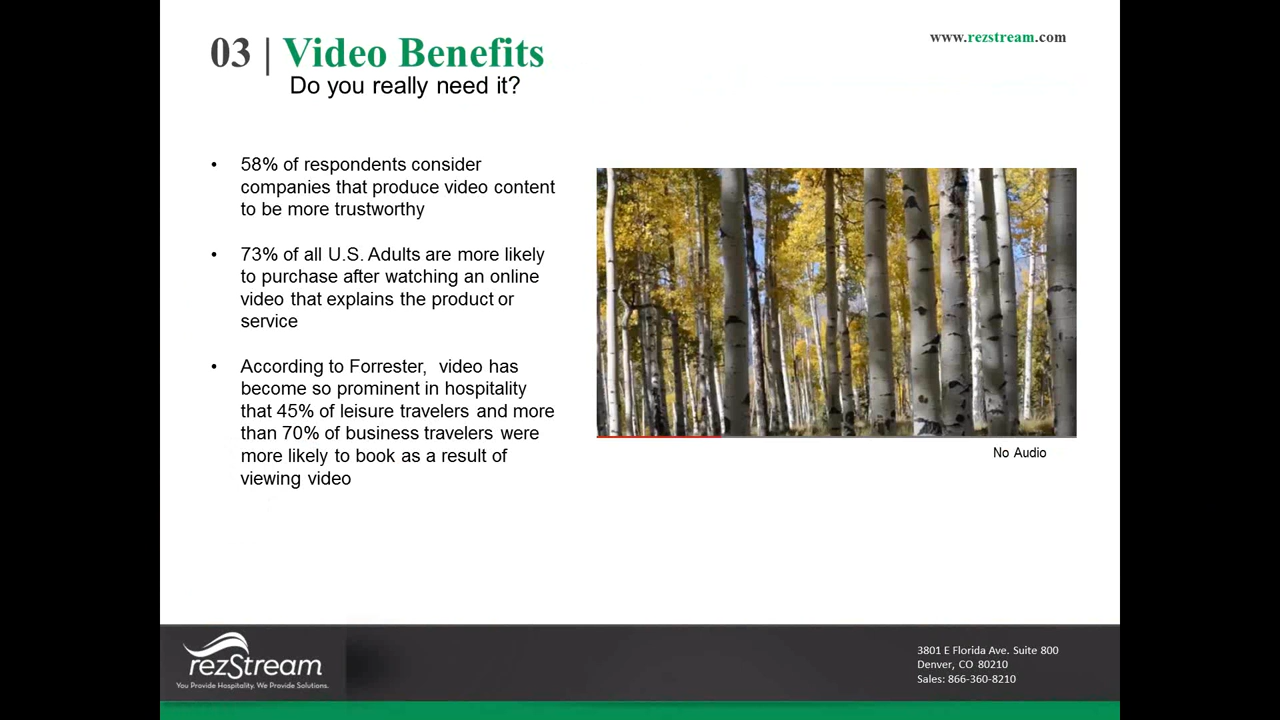 03 | Video Benefits
www.rezstream.com
Do you really need it?
• 58% of respondents consider
companies that produce video content
to be more trustworthy
• 73% of all U.S. Adults are more likely
to purchase after watching an online
video that explains the product or
service
• According to Forrester, video has
become so prominent in hospitality
that 45% of leisure travelers and more
than 70% of business travelers were
more likely to book as a result of
viewing video
No Audio
rezStream
You Provide Hospitality. We Provide Solutions.
3801 E Florida Ave. Suite 800
Denver, CO 80210
Sales: 866-360-8210